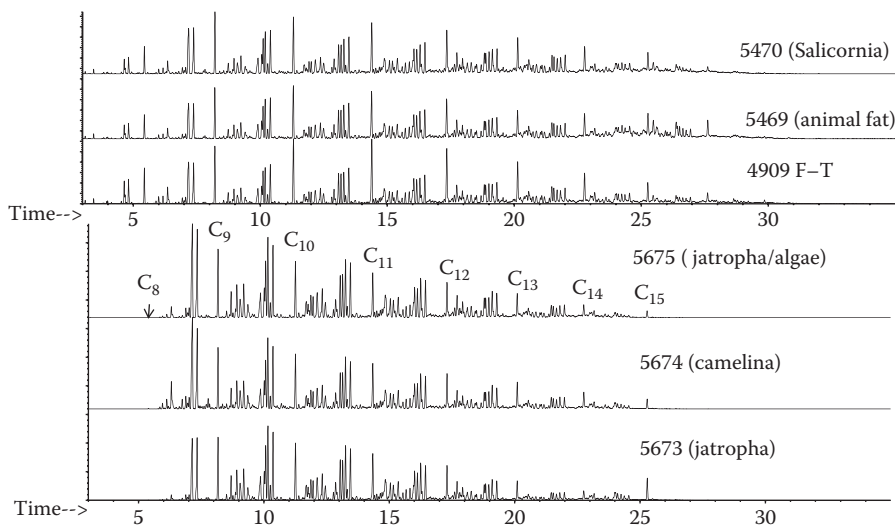 5470 (Salicornia)
5469 (animal fat)
4909 F–T
Time-->
5 10 15 20 25 30
C8 C9 C10 C11 C12 C13 C14 C15
5675 ( jatropha/algae)
5674 (camelina)
5673 (jatropha)
Time-->
5 10 15 20 25 30